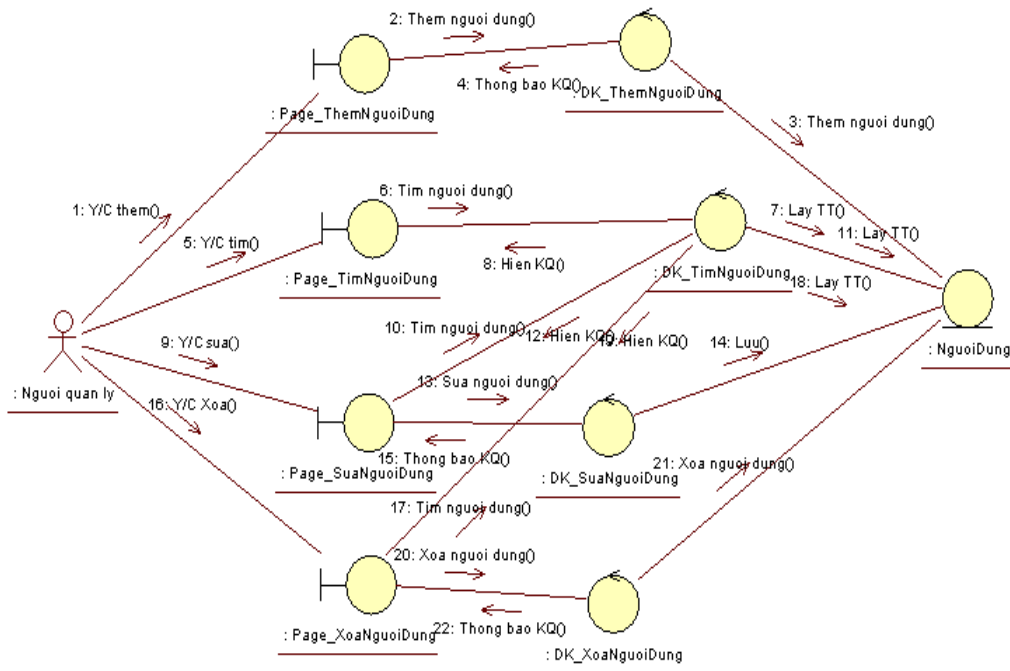 2: Them nguoi dung()
4: Thong bao KQ()
: Page_ThemNguoiDung
: DK_ThemNguoiDung
3: Them nguoi dung()
1: Y/C them()
6: Tim nguoi dung()
7: Lay TT()
5: Y/C tim()
11: Lay TT()
8: Hien KQ()
: Page_TimNguoiDung
: DK_TimNguoiDung
18: Lay TT()
10: Tim nguoi dung()
12: Hien KQ()
19: Hien KQ()
14: Luu()
9: Y/C sua()
: NguoiDung
13: Sua nguoi dung()
: Nguoi quan ly
16: Y/C Xoa()
15: Thong bao KQ()
21: Xoa nguoi dung()
: Page_SuaNguoiDung
: DK_SuaNguoiDung
17: Tim nguoi dung()
20: Xoa nguoi dung()
22: Thong bao KQ()
: Page_XoaNguoiDung
: DK_XoaNguoiDung